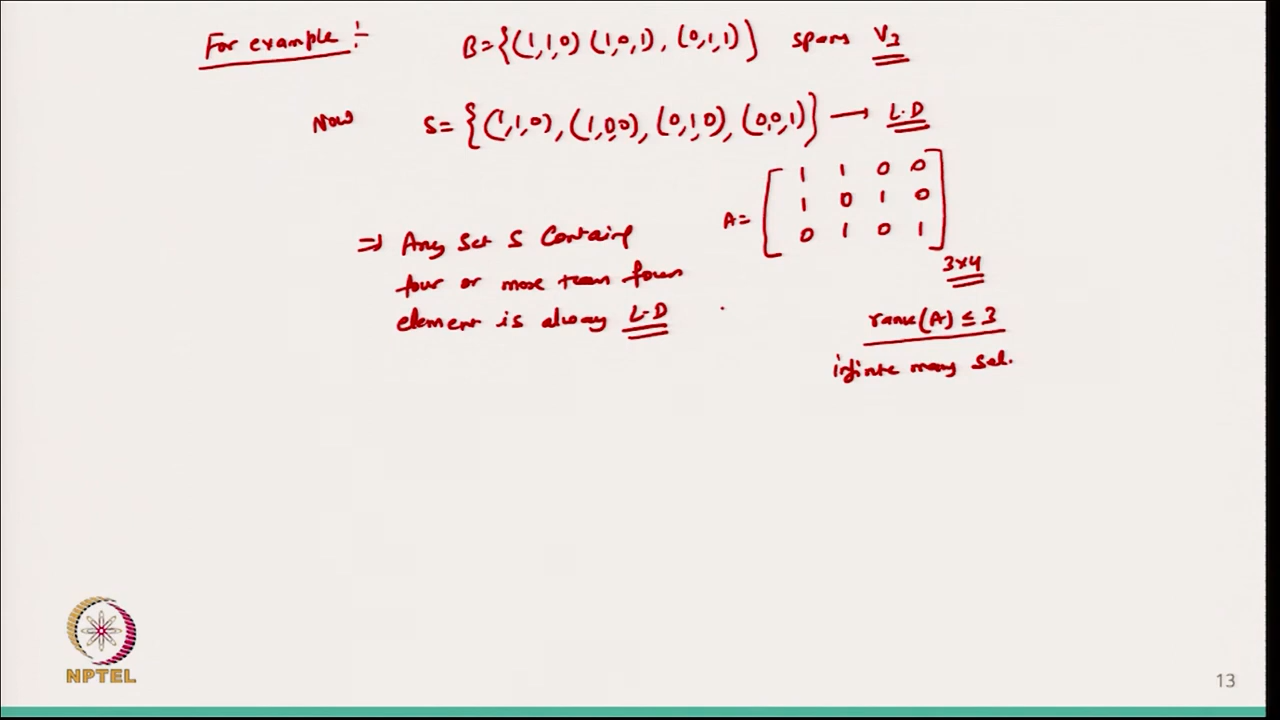 For example :-
B = {(1,1,0) (1,0,1), (0,1,1)} spans V3
Now S = {(1,1,0), (1,0,0), (0,1,0), (0,0,1)} → L.D
A = [1 1 0 0
1 0 1 0
0 1 0 1] 3×4
⇒ Any set S Containg
four or more than four
element is alway L.D
rank(A) ≤ 3
infinite many sol.
NPTEL
13